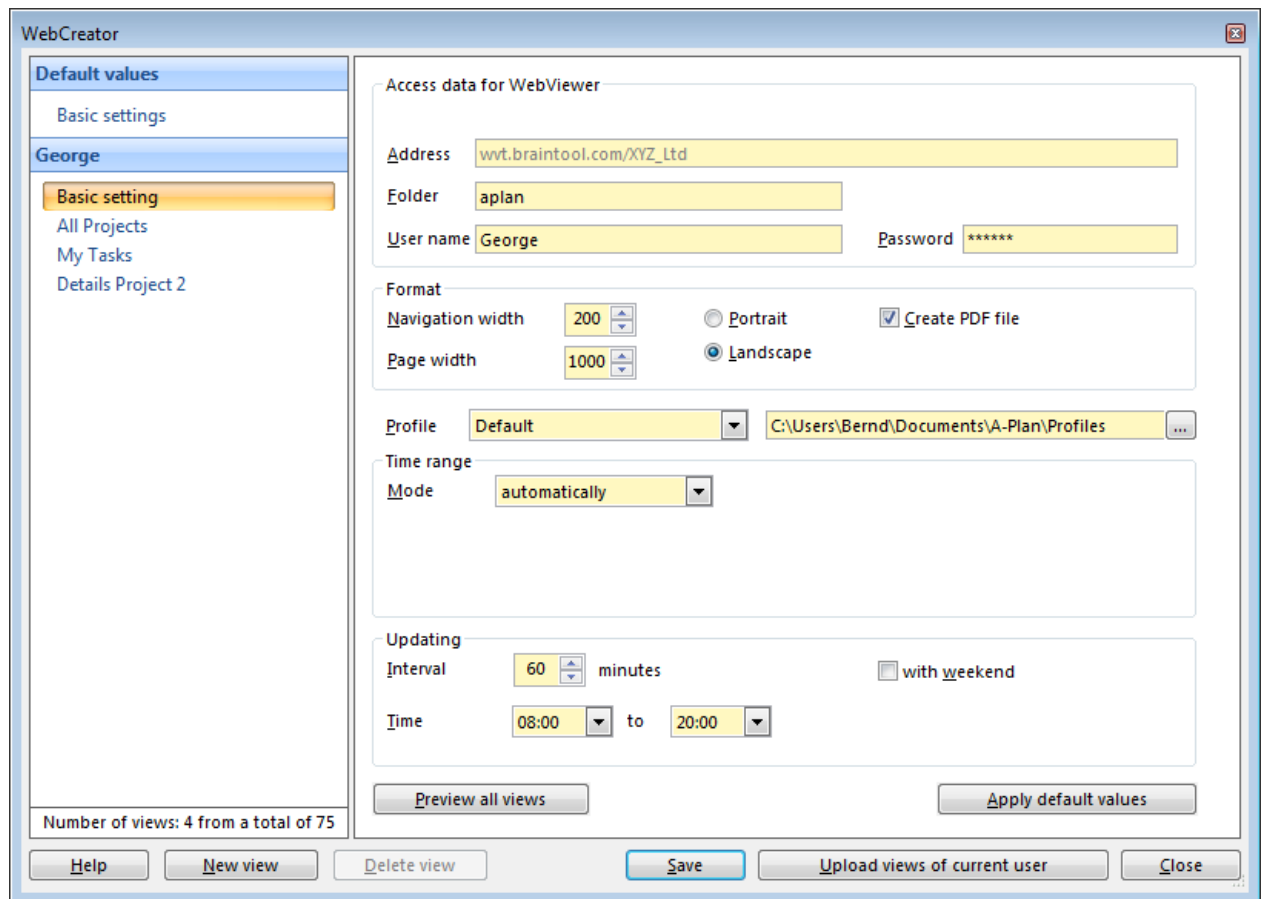 WebCreator
Default values
Basic settings
George
Basic setting
All Projects
My Tasks
Details Project 2
Number of views: 4 from a total of 75
Access data for WebViewer
Address wvt.braintool.com/XYZ_Ltd
Folder aplan
User name George Password ******
Format
Navigation width 200 Portrait Create PDF file
Page width 1000 Landscape
Profile Default C:\Users\Bernd\Documents\A-Plan\Profiles ...
Time range
Mode automatically
Updating
Interval 60 minutes with weekend
Time 08:00 to 20:00
Preview all views Apply default values
Help New view Delete view Save Upload views of current user Close